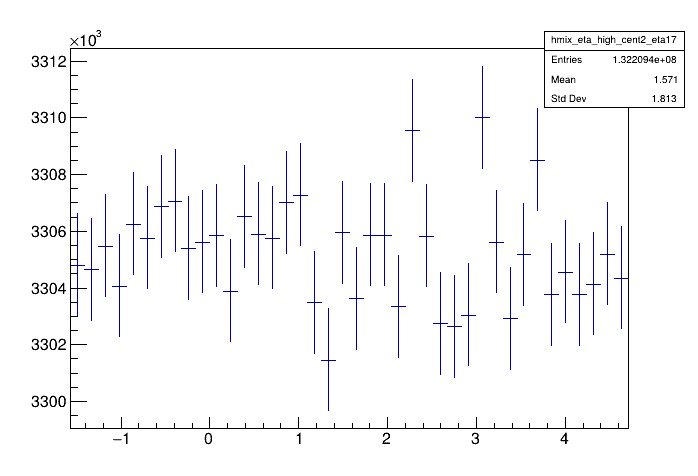 ×10³
hmix_eta_high_cent2_eta17
Entries 1.322094e+08
Mean 1.571
Std Dev 1.813
3312
3310
3308
3306
3304
3302
3300
−1 0 1 2 3 4